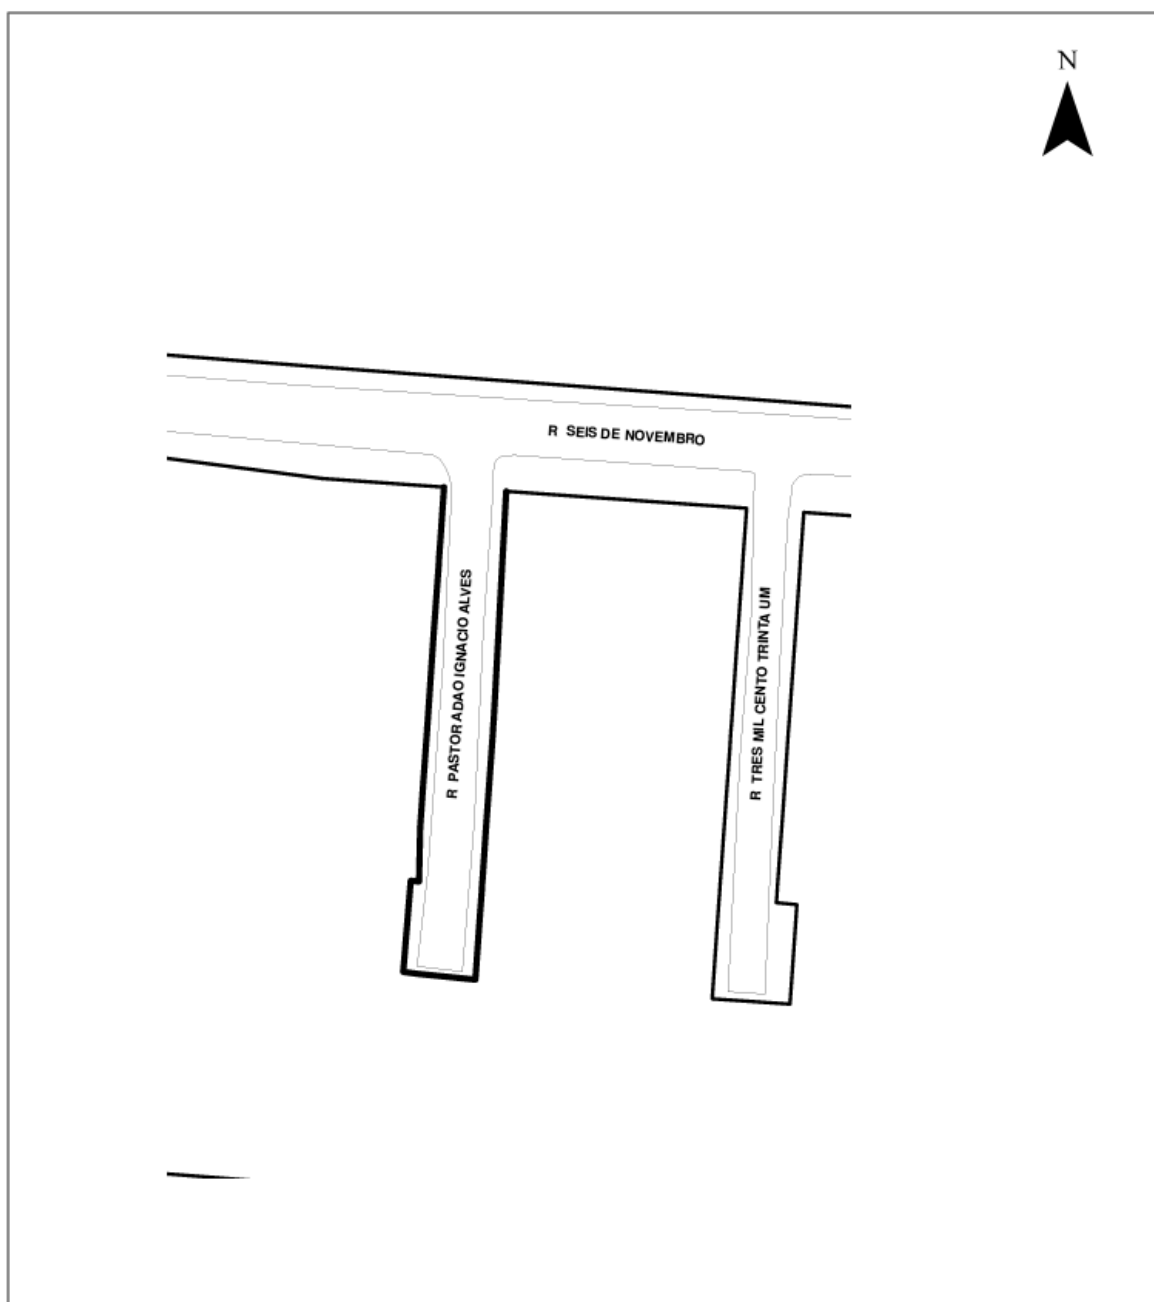 N
R SEIS DE NOVEMBRO
R PASTOR ADAO IGNACIO ALVES
R TRES MIL CENTO TRINTA UM